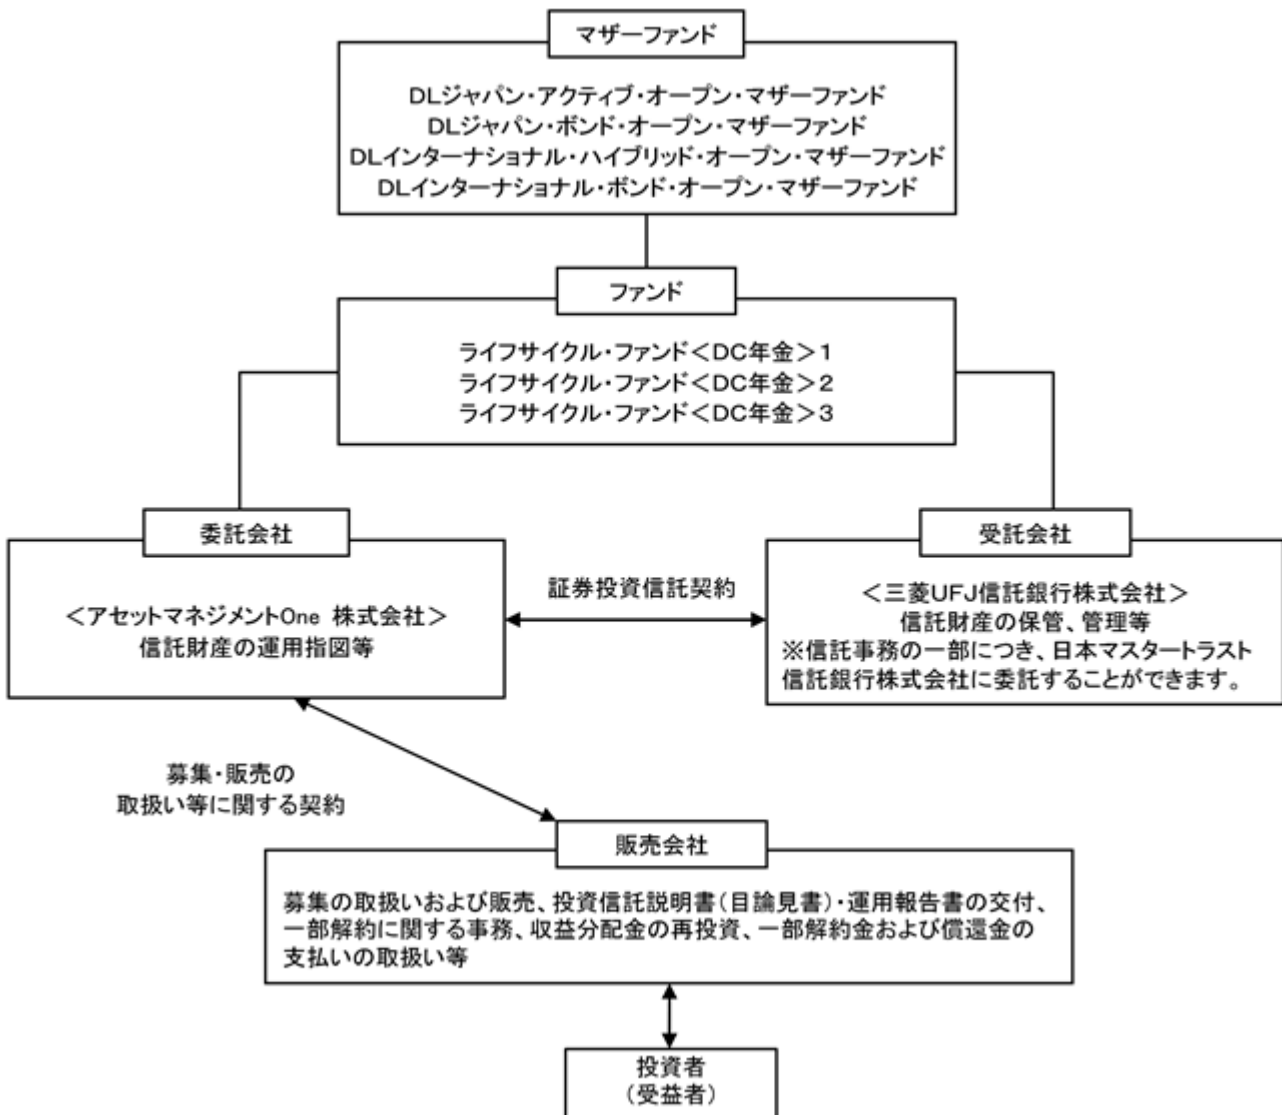 マザーファンド
DLジャパン・アクティブ・オープン・マザーファンド
DLジャパン・ボンド・オープン・マザーファンド
DLインターナショナル・ハイブリッド・オープン・マザーファンド
DLインターナショナル・ボンド・オープン・マザーファンド
ファンド
ライフサイクル・ファンド＜DC年金＞1
ライフサイクル・ファンド＜DC年金＞2
ライフサイクル・ファンド＜DC年金＞3
委託会社
＜アセットマネジメントOne 株式会社＞
信託財産の運用指図等
証券投資信託契約
受託会社
＜三菱UFJ信託銀行株式会社＞
信託財産の保管、管理等
※信託事務の一部につき、日本マスタートラスト
信託銀行株式会社に委託することができます。
募集・販売の
取扱い等に関する契約
販売会社
募集の取扱いおよび販売、投資信託説明書（目論見書）・運用報告書の交付、
一部解約に関する事務、収益分配金の再投資、一部解約金および償還金の
支払いの取扱い等
投資者
（受益者）